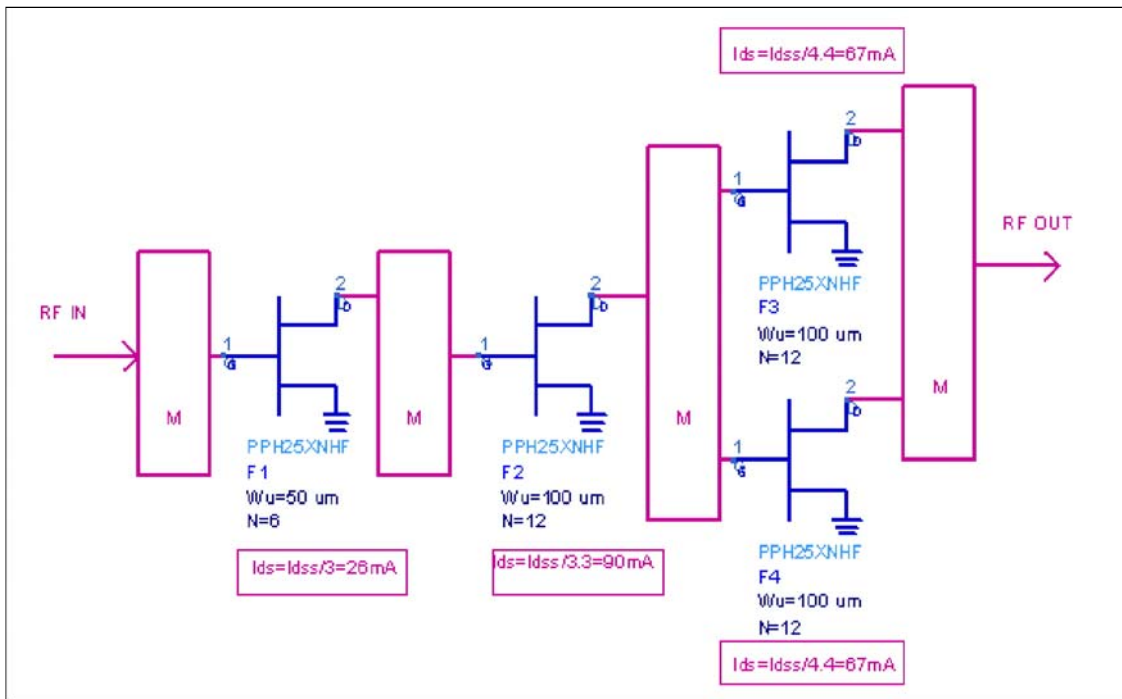 Ids=Idss/4.4=67mA
2
D
1
G
PPH25XNHF
F3
Wu=100 um
N=12
RF OUT
M
RF IN
M
1
G
2
D
PPH25XNHF
F1
Wu=50 um
N=6
Ids=Idss/3=26mA
M
1
G
2
D
PPH25XNHF
F2
Wu=100 um
N=12
Ids=Idss/3.3=90mA
M
1
G
2
D
PPH25XNHF
F4
Wu=100 um
N=12
Ids=Idss/4.4=67mA